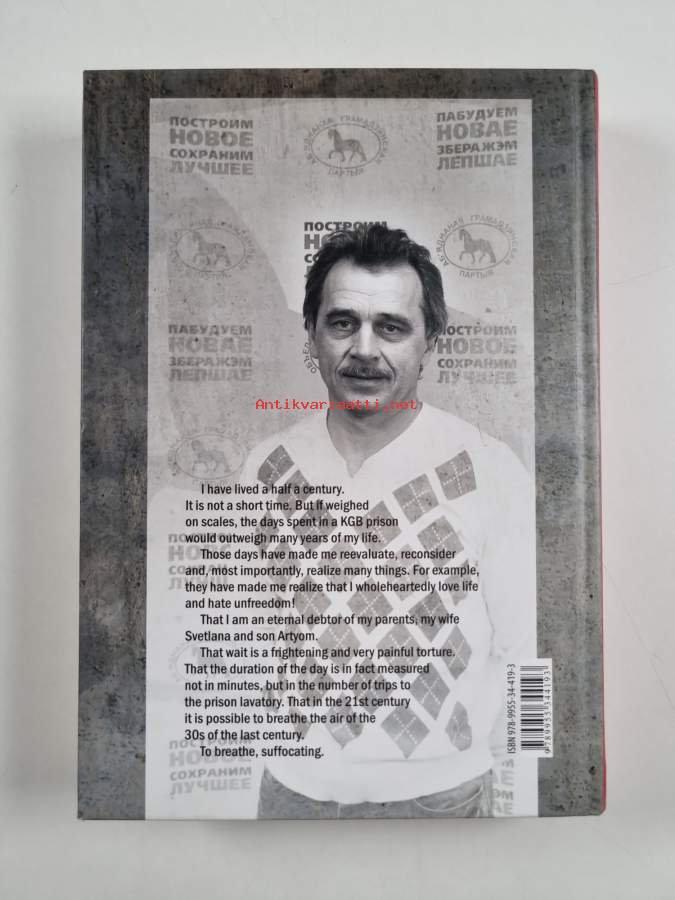 ПОСТРОИМ
НОВОЕ
СОХРАНИМ
ЛУЧШЕЕ
ГРАМАДЗЯНСКАЯ
ПАРТЫЯ
ПАБУДУЕМ
НОВАЕ
ЗБЕРАЖЭМ
ЛЕПШАЕ
ПОСТРОИМ
ПАРТЫЯ
ПАБУДУЕМ
НОВАЕ
ЗБЕРАЖЭМ
ЛЕПШАЕ
ПОСТРОИМ
НОВОЕ
СОХРАНИМ
ЛУЧШЕЕ
Antikvariaatti.net
I have lived a half a century.
It is not a short time. But if weighed
on scales, the days spent in a KGB prison
would outweigh many years of my life.
Those days have made me reevaluate, reconsider
and, most importantly, realize many things. For example,
they have made me realize that I wholeheartedly love life
and hate unfreedom!
That I am an eternal debtor of my parents, my wife
Svetlana and son Artyom.
That wait is a frightening and very painful torture.
That the duration of the day is in fact measured
not in minutes, but in the number of trips to
the prison lavatory. That in the 21st century
it is possible to breathe the air of the
30s of the last century.
To breathe, suffocating.
ISBN 978-9955-34-419-3
9 789955 344193
ПОСТРОИМ
НОВОЕ
СОХРАНИМ
ЛУЧШЕЕ